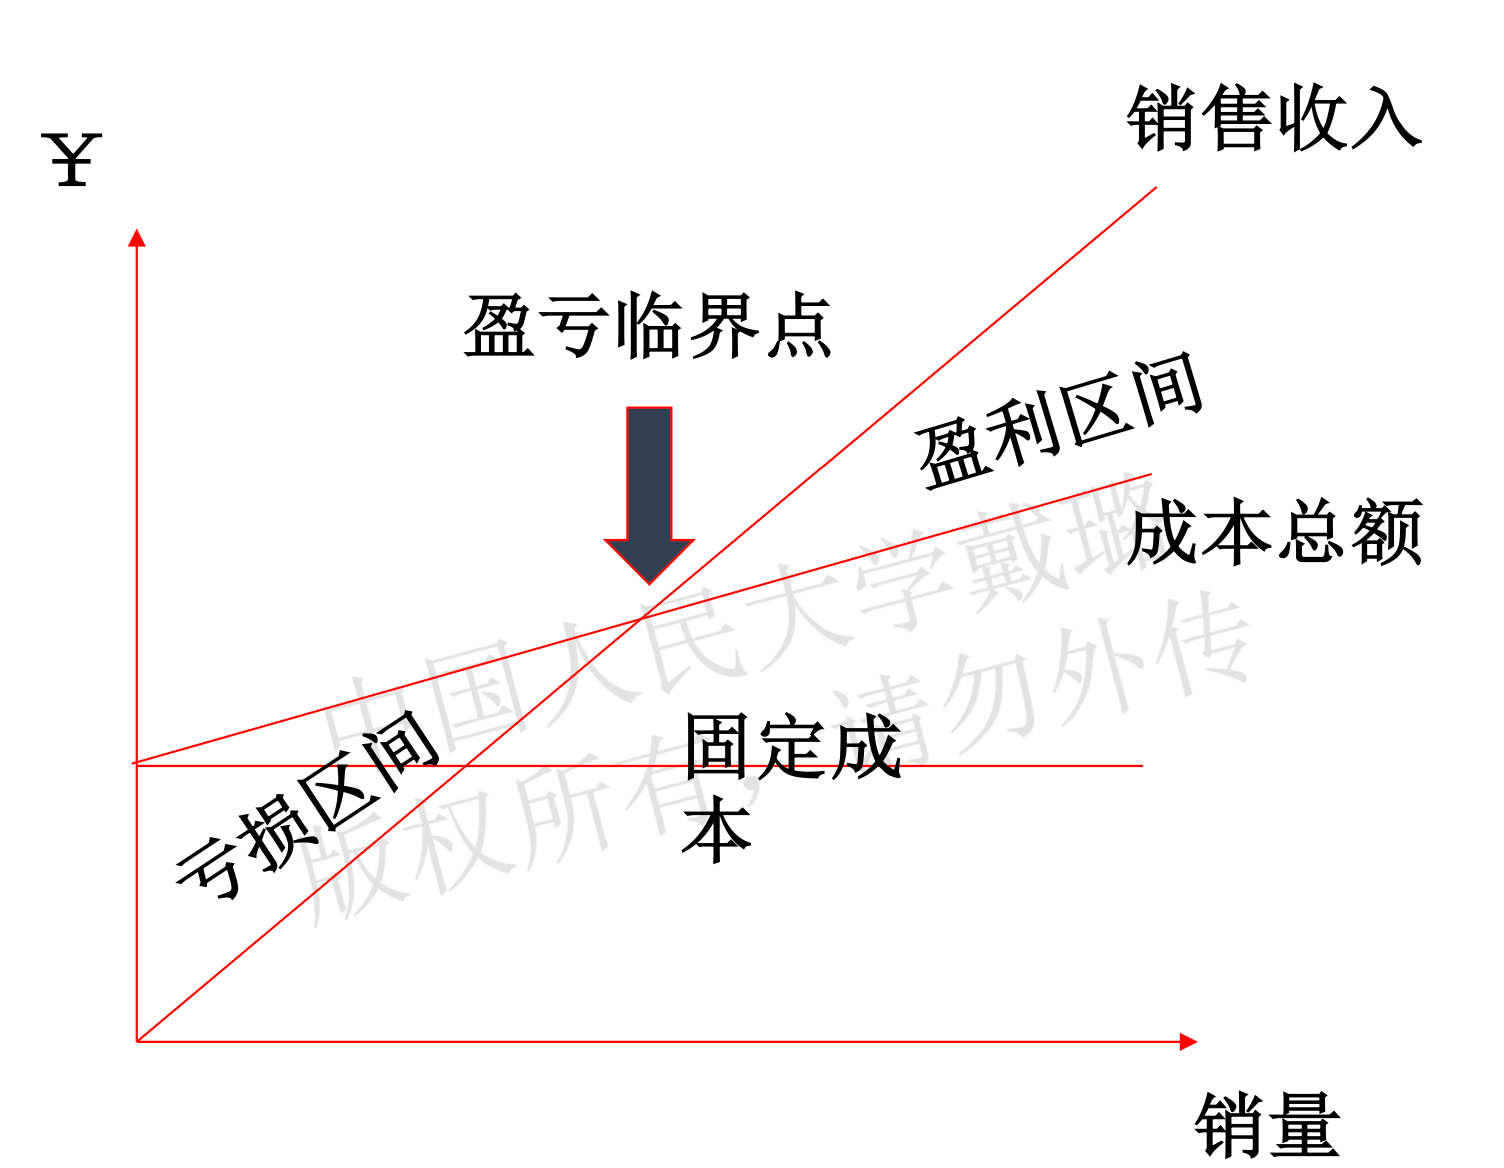 销售收入
￥
盈亏临界点
盈利区间
成本总额
中国人民大学戴璐
版权所有，请勿外传
固定成
本
亏损区间
销量